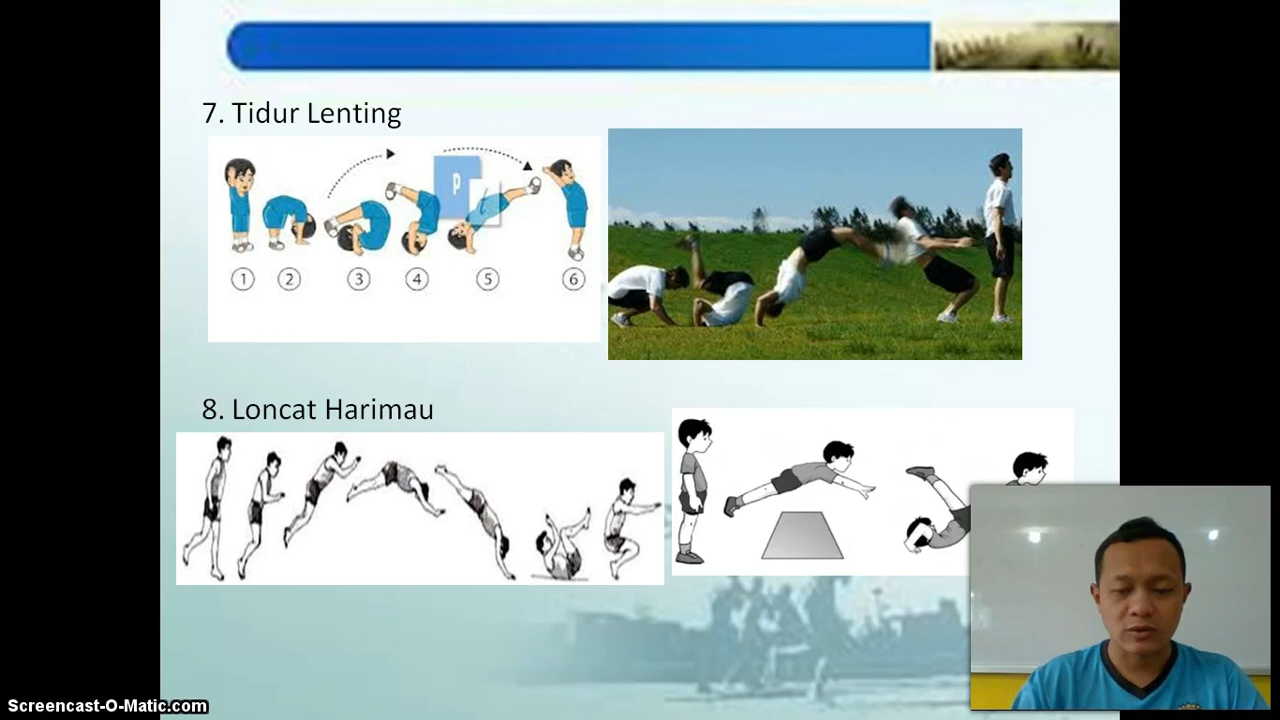 7. Tidur Lenting
P
i
1 2 3 4 5 6
8. Loncat Harimau
Screencast-O-Matic.com